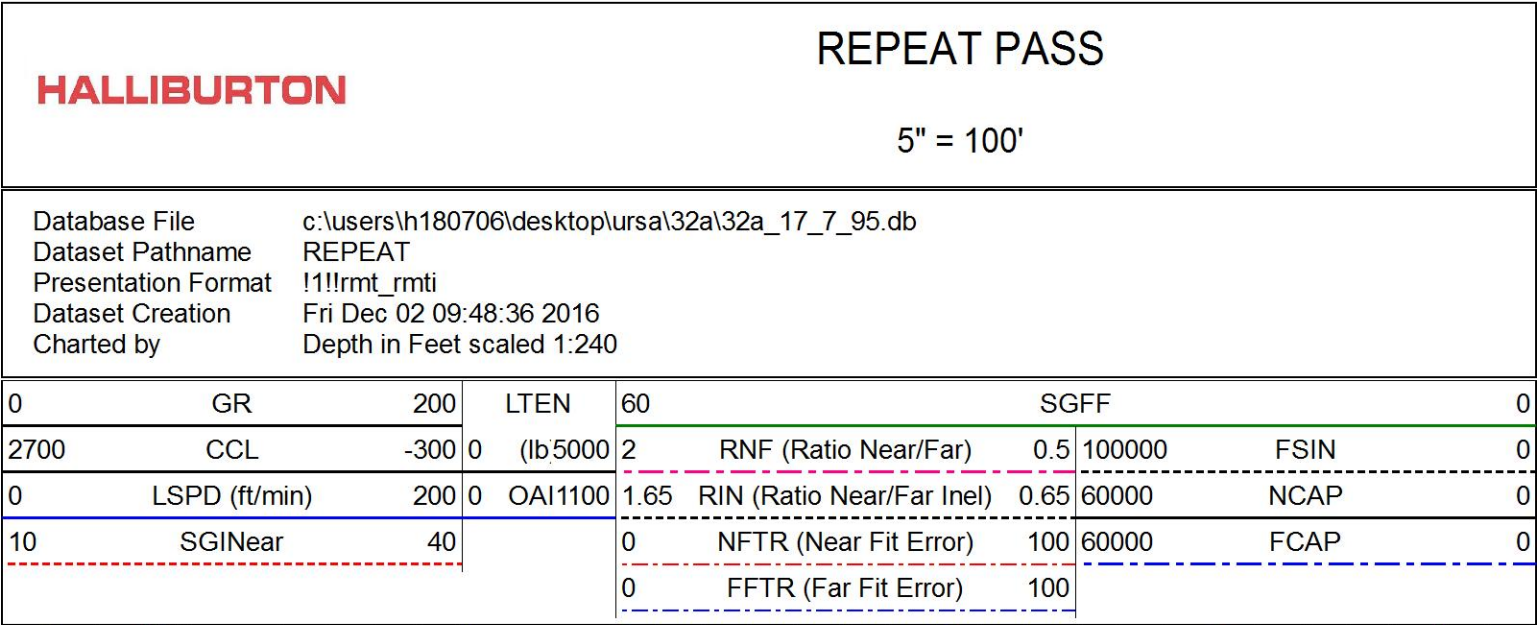 HALLIBURTON
REPEAT PASS
5" = 100'
Database File c:\users\h180706\desktop\ursa\32a\32a_17_7_95.db
Dataset Pathname REPEAT
Presentation Format !1!!rmt_rmti
Dataset Creation Fri Dec 02 09:48:36 2016
Charted by Depth in Feet scaled 1:240
0 GR 200 LTEN 60 SGFF 0
2700 CCL -300 0 (lb 5000 2 RNF (Ratio Near/Far) 0.5 100000 FSIN 0
0 LSPD (ft/min) 200 0 OAI1100 1.65 RIN (Ratio Near/Far Inel) 0.65 60000 NCAP 0
10 SGINear 40 0 NFTR (Near Fit Error) 100 60000 FCAP 0
0 FFTR (Far Fit Error) 100